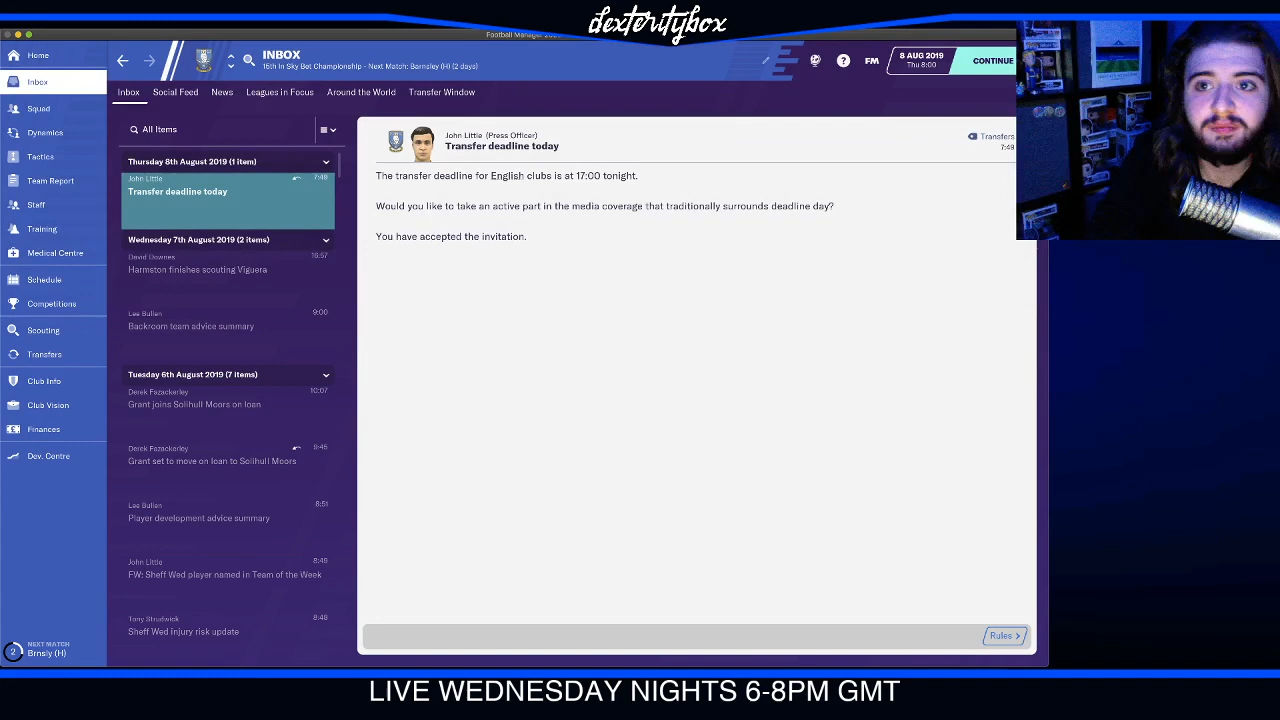 dexteritybox
Football Manager 20
Home
Inbox
Squad
Dynamics
Tactics
Team Report
Staff
Training
Medical Centre
Schedule
Competitions
Scouting
Transfers
Club Info
Club Vision
Finances
Dev. Centre
2
NEXT MATCH
Brnsly (H)
INBOX
15th In Sky Bet Championship - Next Match: Barnsley (H) (2 days)
? FM
8 AUG 2019
Thu 8:00
CONTINUE
Inbox Social Feed News Leagues in Focus Around the World Transfer Window
All Items
Thursday 8th August 2019 (1 item)
John Little 7:49
Transfer deadline today
Wednesday 7th August 2019 (2 items)
David Downes 16:57
Harmston finishes scouting Viguera
Lee Bullen 9:00
Backroom team advice summary
Tuesday 6th August 2019 (7 items)
Derek Fazackerley 10:07
Grant joins Solihull Moors on loan
Derek Fazackerley 9:45
Grant set to move on loan to Solihull Moors
Lee Bullen 8:51
Player development advice summary
John Little 8:49
FW: Sheff Wed player named in Team of the Week
Tony Strudwick 8:48
Sheff Wed injury risk update
John Little (Press Officer)
Transfer deadline today
Transfers
7:49
The transfer deadline for English clubs is at 17:00 tonight.
Would you like to take an active part in the media coverage that traditionally surrounds deadline day?
You have accepted the invitation.
Rules >
LIVE WEDNESDAY NIGHTS 6-8PM GMT